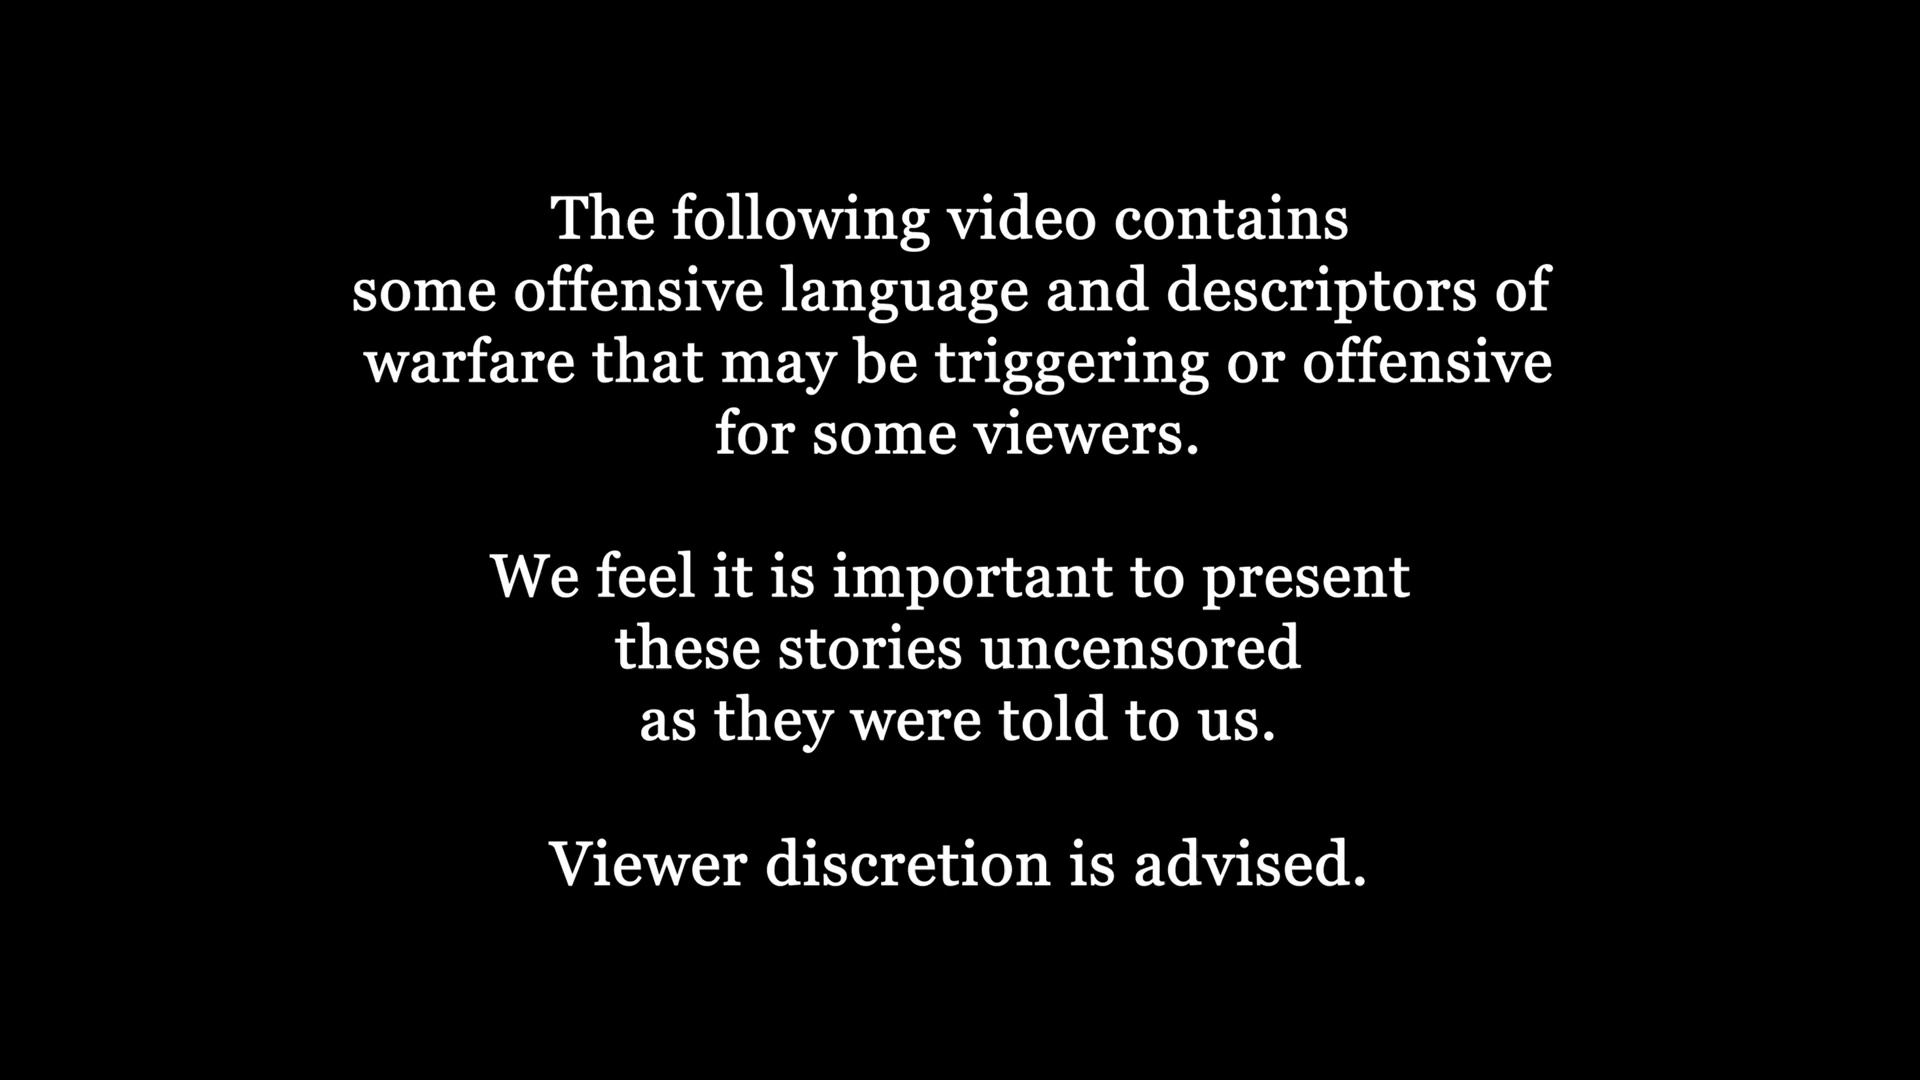 The following video contains
some offensive language and descriptors of
warfare that may be triggering or offensive
for some viewers.
We feel it is important to present
these stories uncensored
as they were told to us.
Viewer discretion is advised.